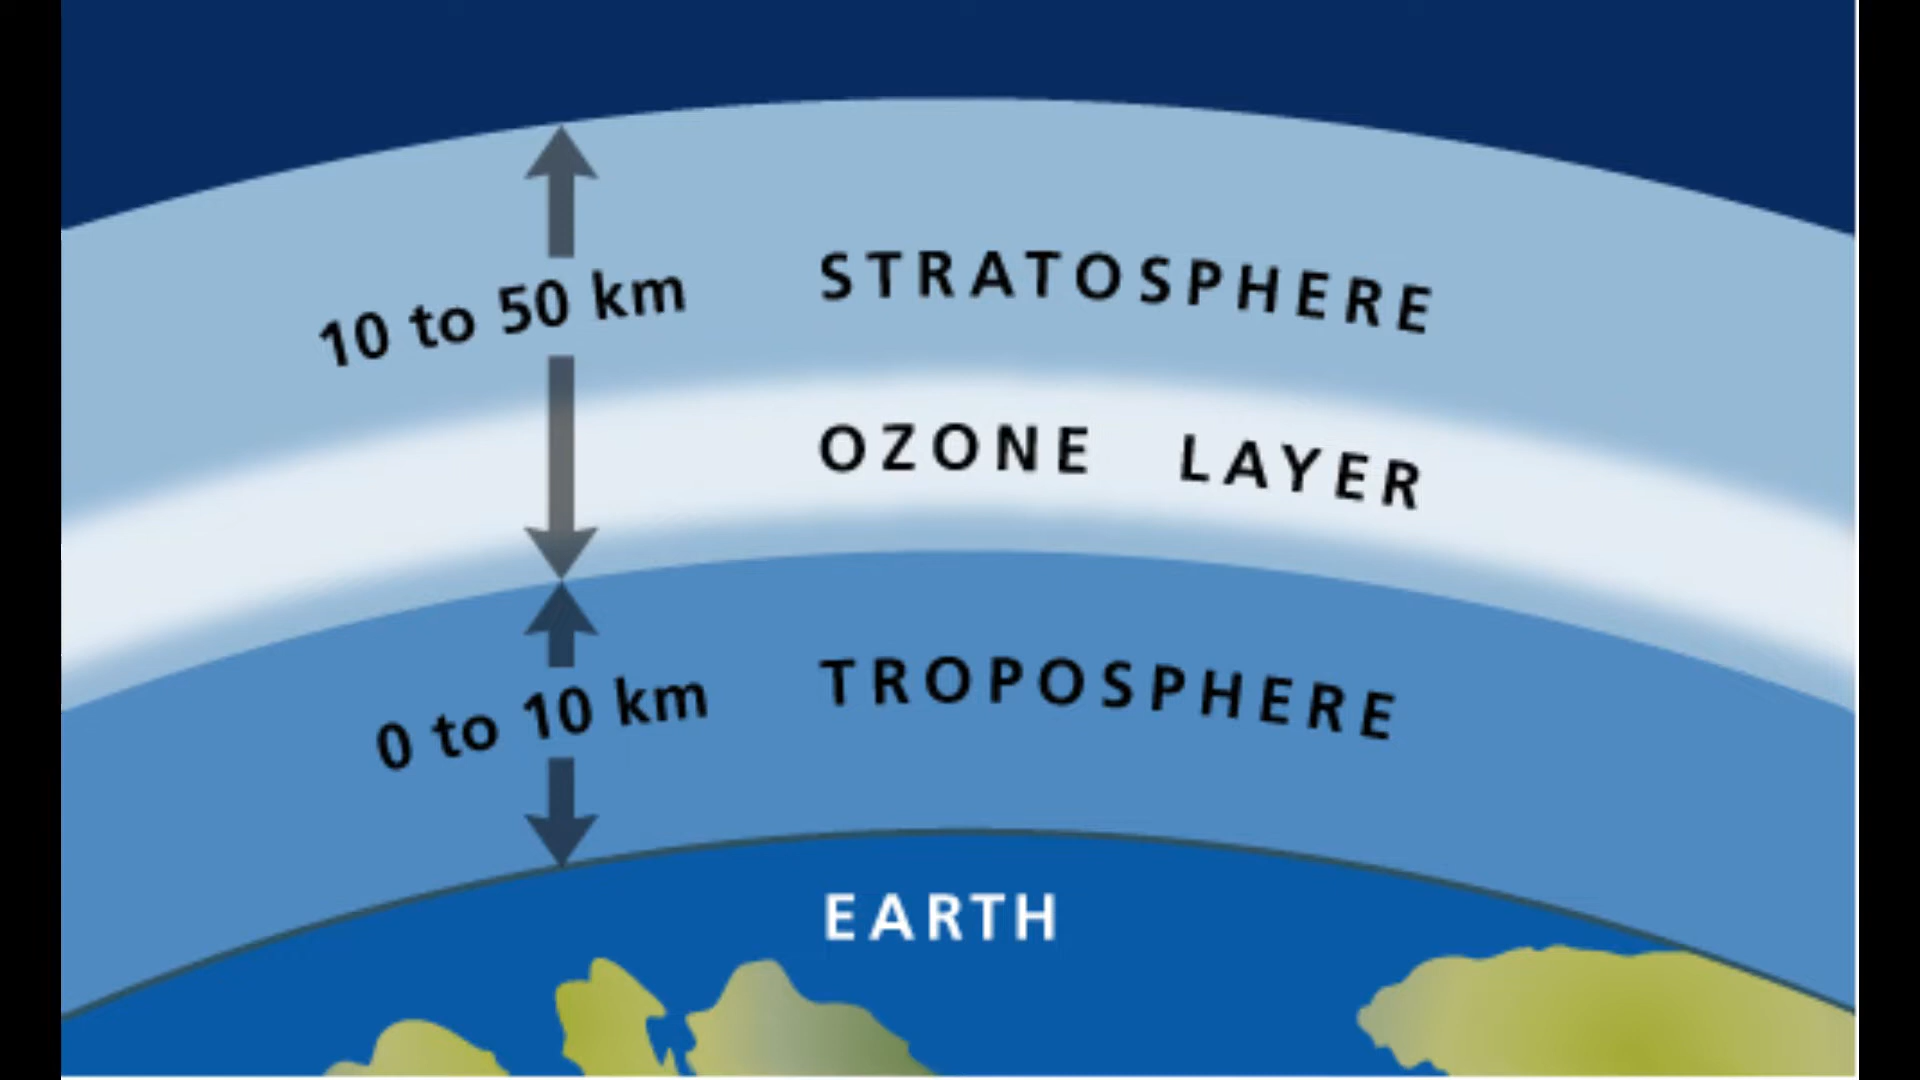 STRATOSPHERE
10 to 50 km
OZONE LAYER
TROPOSPHERE
0 to 10 km
EARTH